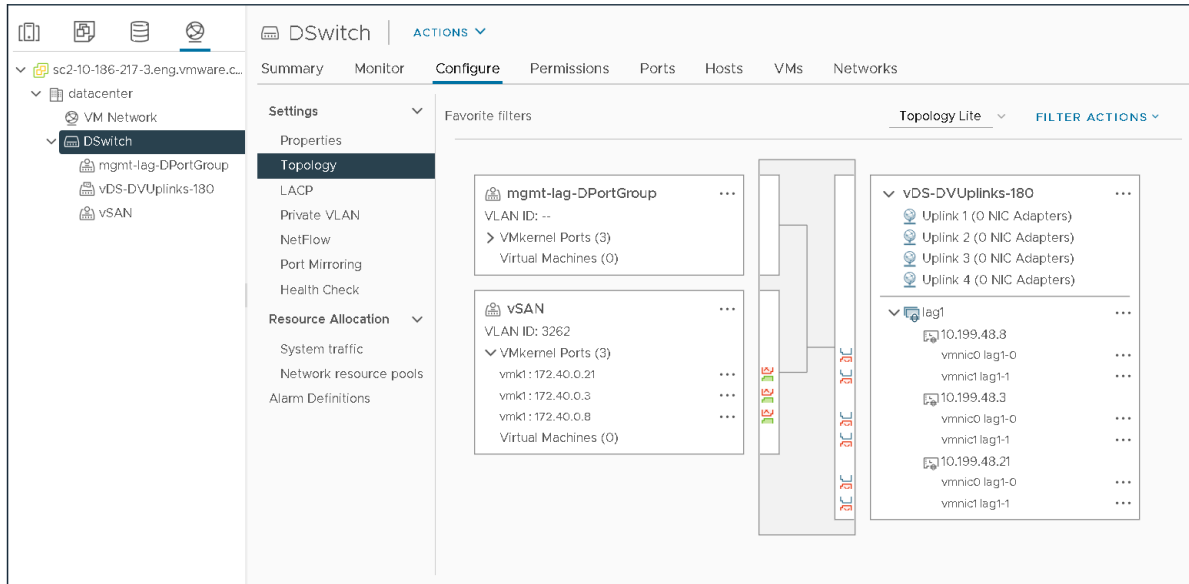 DSwitch
ACTIONS
sc2-10-186-217-3.eng.vmware.c...
datacenter
VM Network
DSwitch
mgmt-lag-DPortGroup
vDS-DVUplinks-180
vSAN
Summary Monitor Configure Permissions Ports Hosts VMs Networks
Settings
Properties
Topology
LACP
Private VLAN
NetFlow
Port Mirroring
Health Check
Resource Allocation
System traffic
Network resource pools
Alarm Definitions
Favorite filters
Topology Lite
FILTER ACTIONS
mgmt-lag-DPortGroup ...
VLAN ID: --
VMkernel Ports (3)
Virtual Machines (0)
vSAN ...
VLAN ID: 3262
VMkernel Ports (3)
vmk1 : 172.40.0.21 ...
vmk1 : 172.40.0.3 ...
vmk1 : 172.40.0.8 ...
Virtual Machines (0)
vDS-DVUplinks-180 ...
Uplink 1 (0 NIC Adapters)
Uplink 2 (0 NIC Adapters)
Uplink 3 (0 NIC Adapters)
Uplink 4 (0 NIC Adapters)
lag1 ...
10.199.48.8
vmnic0 lag1-0 ...
vmnic1 lag1-1 ...
10.199.48.3
vmnic0 lag1-0 ...
vmnic1 lag1-1 ...
10.199.48.21
vmnic0 lag1-0 ...
vmnic1 lag1-1 ...